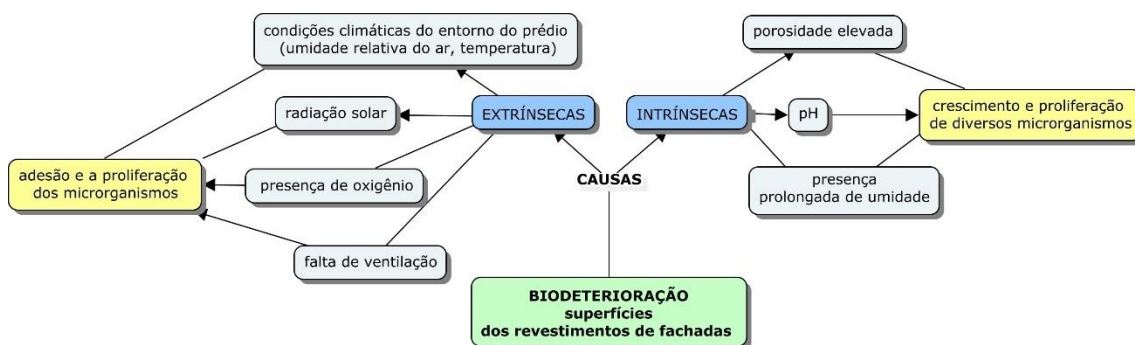 condições climáticas do entorno do prédio
(umidade relativa do ar, temperatura)
porosidade elevada
radiação solar
EXTRÍNSECAS
INTRÍNSECAS
pH
crescimento e proliferação
de diversos microrganismos
adesão e a proliferação
dos microrganismos
presença de oxigênio
CAUSAS
presença
prolongada de umidade
falta de ventilação
BIODETERIORAÇÃO
superfícies
dos revestimentos de fachadas